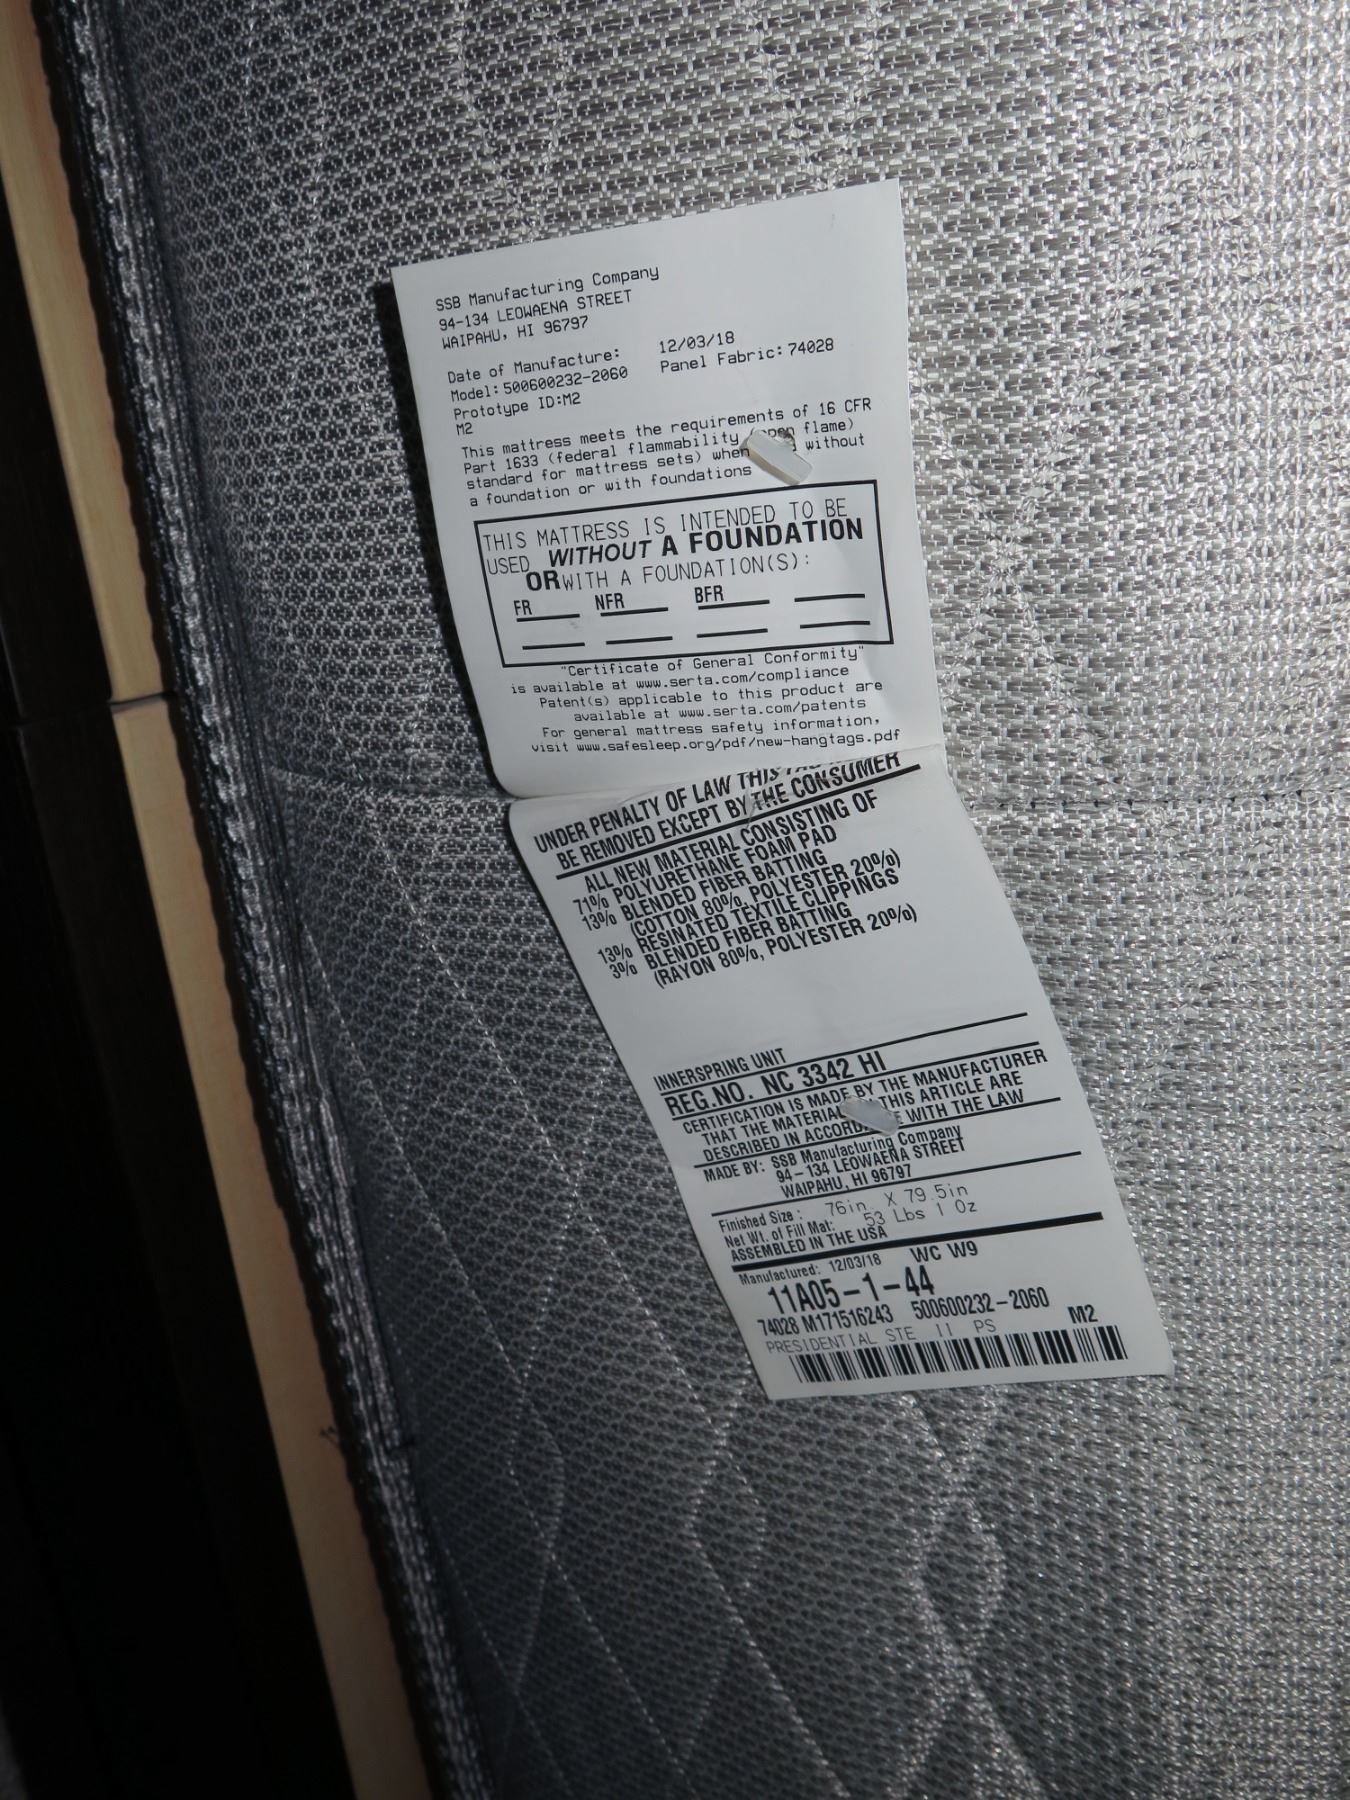 SSB Manufacturing Company
94-134 LEOWAENA STREET
WAIPAHU, HI 96797
Date of Manufacture: 12/03/18
Model: 500600232-2060 Panel Fabric: 74028
Prototype ID:M2
M2
This mattress meets the requirements of 16 CFR
Part 1633 (federal flammability (open flame)
standard for mattress sets) when without
a foundation or with foundations
THIS MATTRESS IS INTENDED TO BE
USED WITHOUT A FOUNDATION
OR WITH A FOUNDATION(S):
FR NFR BFR
"Certificate of General Conformity"
is available at www.serta.com/compliance
Patent(s) applicable to this product are
available at www.serta.com/patents
For general mattress safety information,
visit www.safesleep.org/pdf/new-hangtags.pdf
UNDER PENALTY OF LAW THIS
BE REMOVED EXCEPT BY THE CONSUMER
ALL NEW MATERIAL CONSISTING OF
71% POLYURETHANE FOAM PAD
13% BLENDED FIBER BATTING
(COTTON 80%, POLYESTER 20%)
13% RESINATED TEXTILE CLIPPINGS
3% BLENDED FIBER BATTING
(RAYON 80%, POLYESTER 20%)
INNERSPRING UNIT
REG.NO. NC 3342 HI
CERTIFICATION IS MADE BY THE MANUFACTURER
THAT THE MATERIAL THIS ARTICLE ARE
DESCRIBED IN WITH THE LAW
MADE BY: SSB Manufacturing Company
94-134 LEOWAENA STREET
WAIPAHU, HI 96797
Finished Size: 76in X 79.5in
Net Wt. of Fill Mat: 53 Lbs 1 Oz
ASSEMBLED IN THE USA
Manufactured: 12/03/18 WC W9
11A05-1-44
74028 M171516243 500600232-2060 M2
PRESIDENTIAL STE II PS